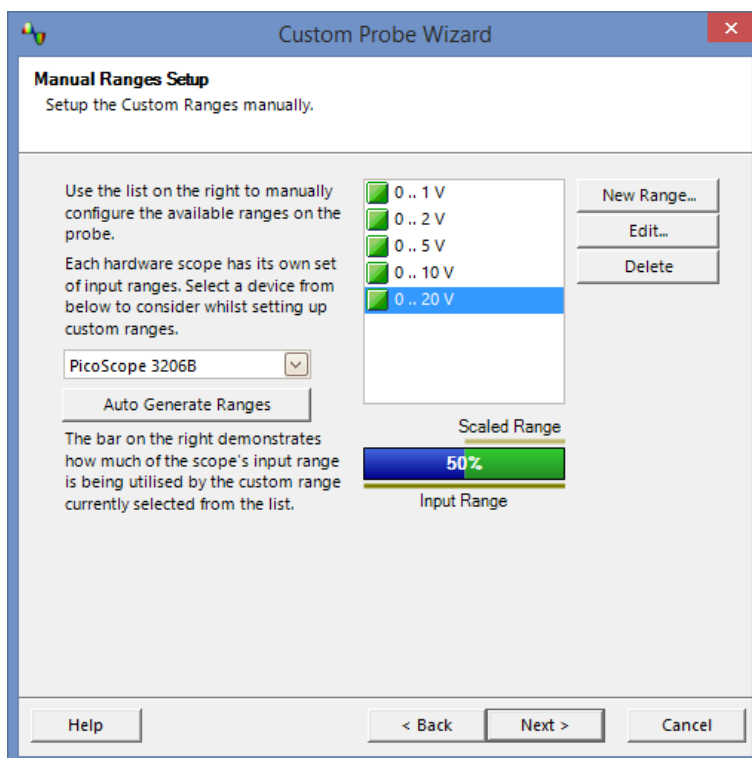 Custom Probe Wizard
Manual Ranges Setup
Setup the Custom Ranges manually.
Use the list on the right to manually
configure the available ranges on the
probe.
Each hardware scope has its own set
of input ranges. Select a device from
below to consider whilst setting up
custom ranges.
PicoScope 3206B
Auto Generate Ranges
The bar on the right demonstrates
how much of the scope's input range
is being utilised by the custom range
currently selected from the list.
0 .. 1 V
0 .. 2 V
0 .. 5 V
0 .. 10 V
0 .. 20 V
Scaled Range
50%
Input Range
New Range...
Edit...
Delete
Help
< Back
Next >
Cancel